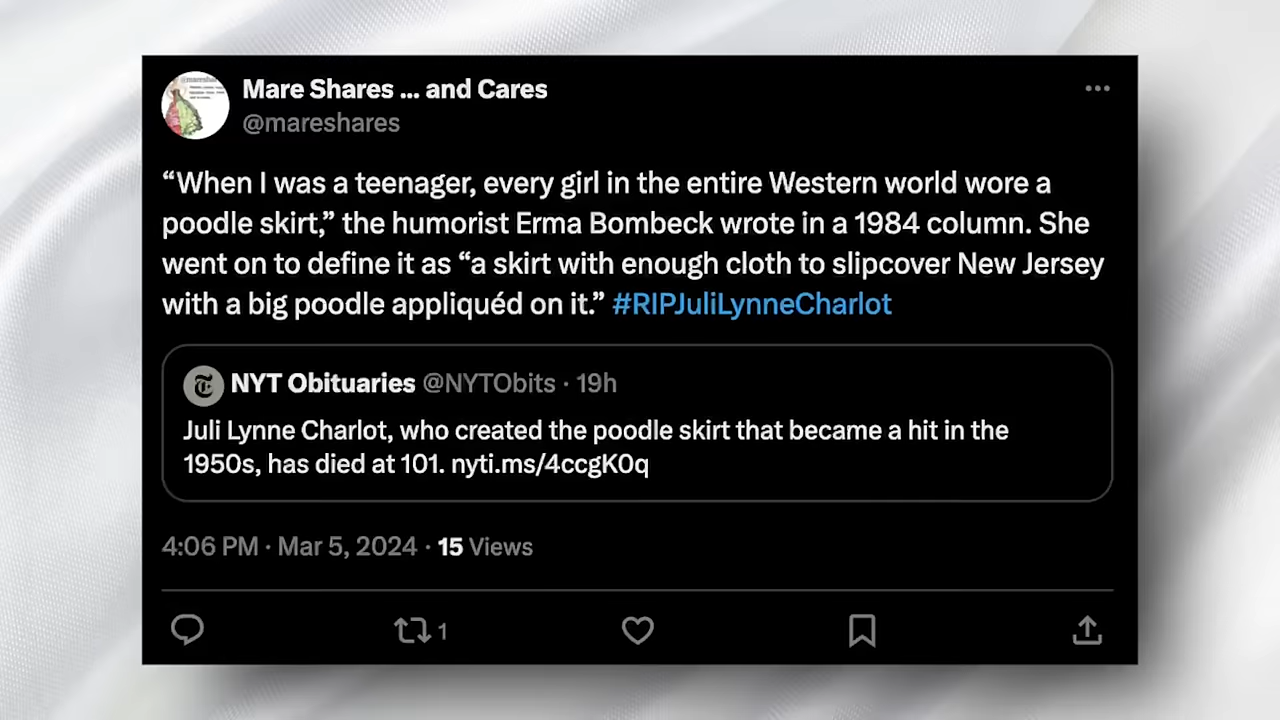 Mare Shares ... and Cares
@mareshares
“When I was a teenager, every girl in the entire Western world wore a
poodle skirt,” the humorist Erma Bombeck wrote in a 1984 column. She
went on to define it as “a skirt with enough cloth to slipcover New Jersey
with a big poodle appliquéd on it.” #RIPJuliLynneCharlot
NYT Obituaries @NYTObits · 19h
Juli Lynne Charlot, who created the poodle skirt that became a hit in the
1950s, has died at 101. nyti.ms/4ccgK0q
4:06 PM · Mar 5, 2024 · 15 Views
1